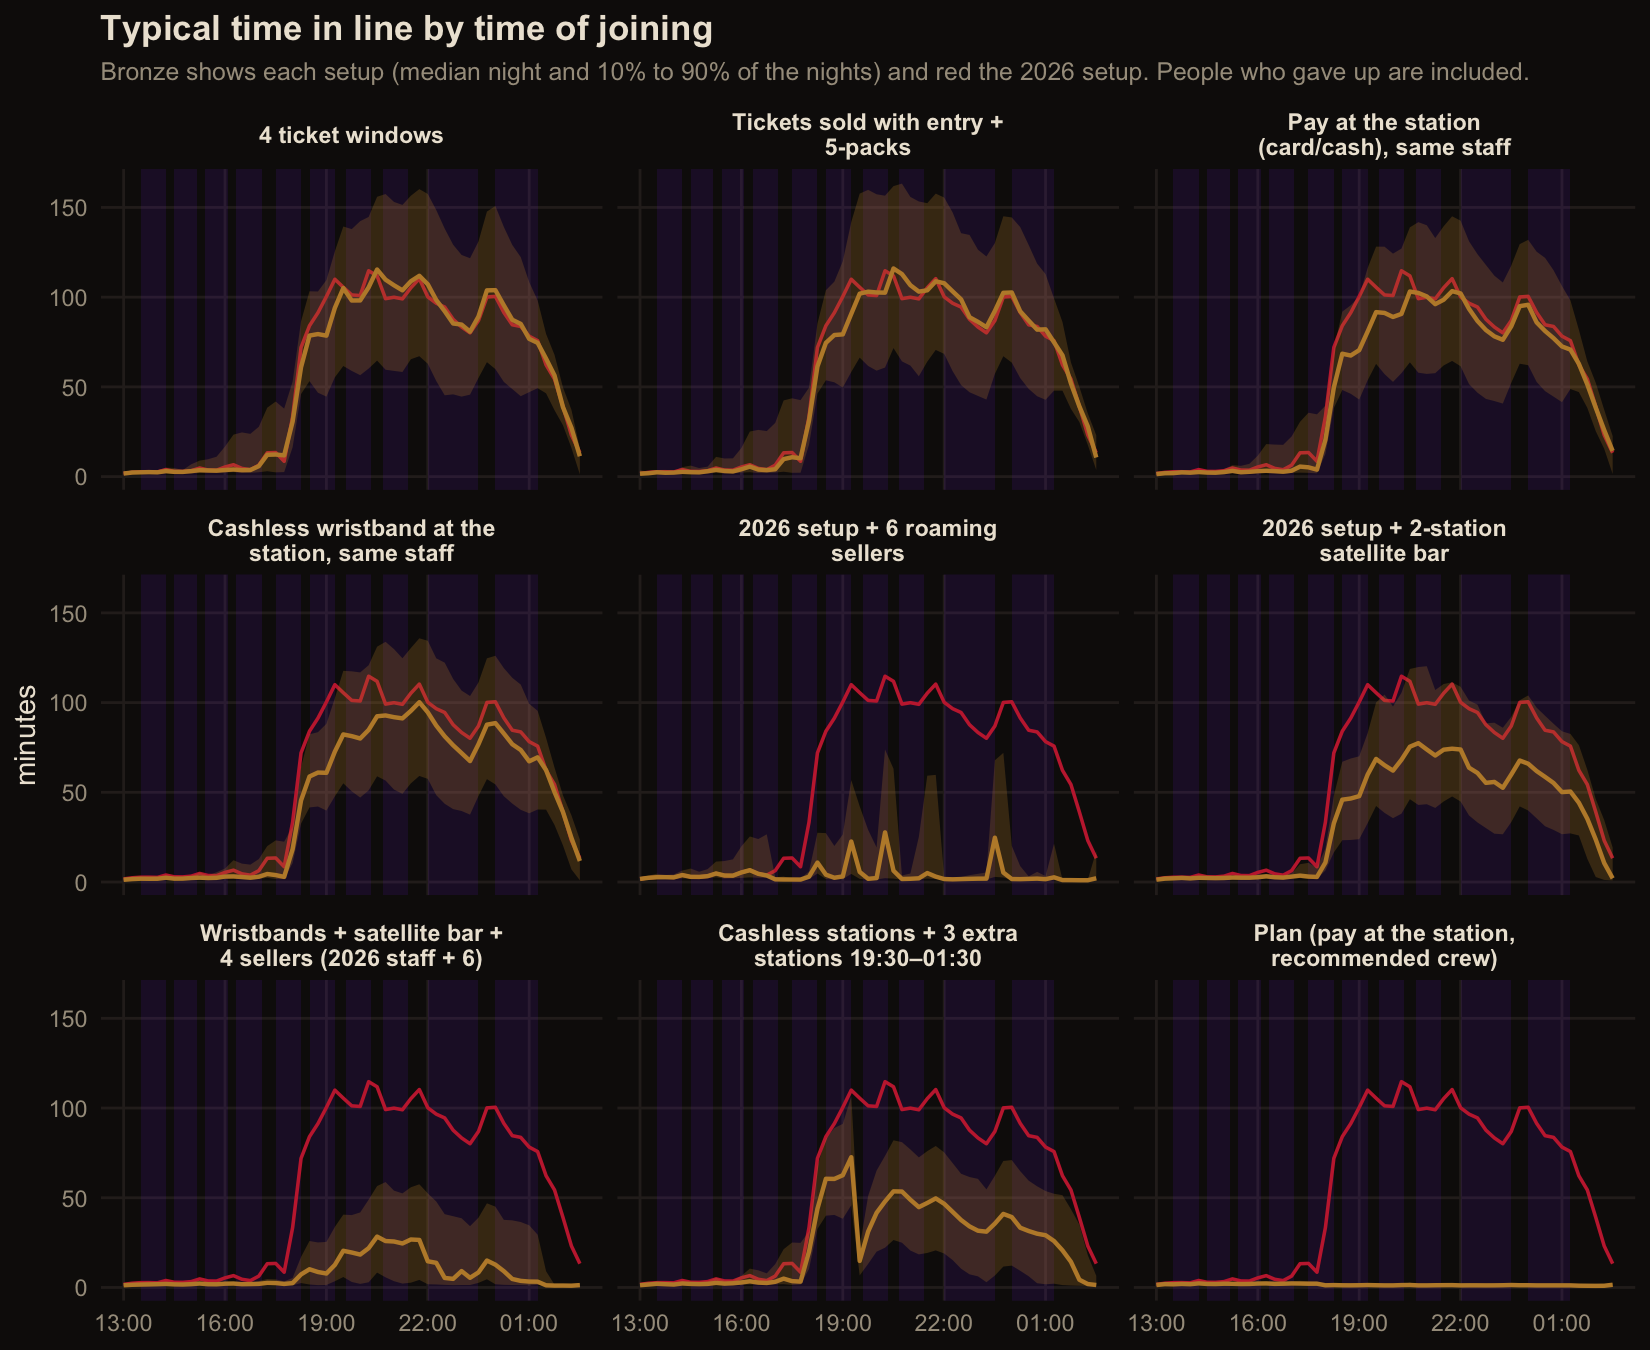 Typical time in line by time of joining
Bronze shows each setup (median night and 10% to 90% of the nights) and red the 2026 setup. People who gave up are included.
4 ticket windows
Tickets sold with entry +
5-packs
Pay at the station
(card/cash), same staff
150
100
50
0
Cashless wristband at the
station, same staff
2026 setup + 6 roaming
sellers
2026 setup + 2-station
satellite bar
minutes
150
100
50
0
Wristbands + satellite bar +
4 sellers (2026 staff + 6)
Cashless stations + 3 extra
stations 19:30–01:30
Plan (pay at the station,
recommended crew)
150
100
50
0
13:00 16:00 19:00 22:00 01:00
13:00 16:00 19:00 22:00 01:00
13:00 16:00 19:00 22:00 01:00